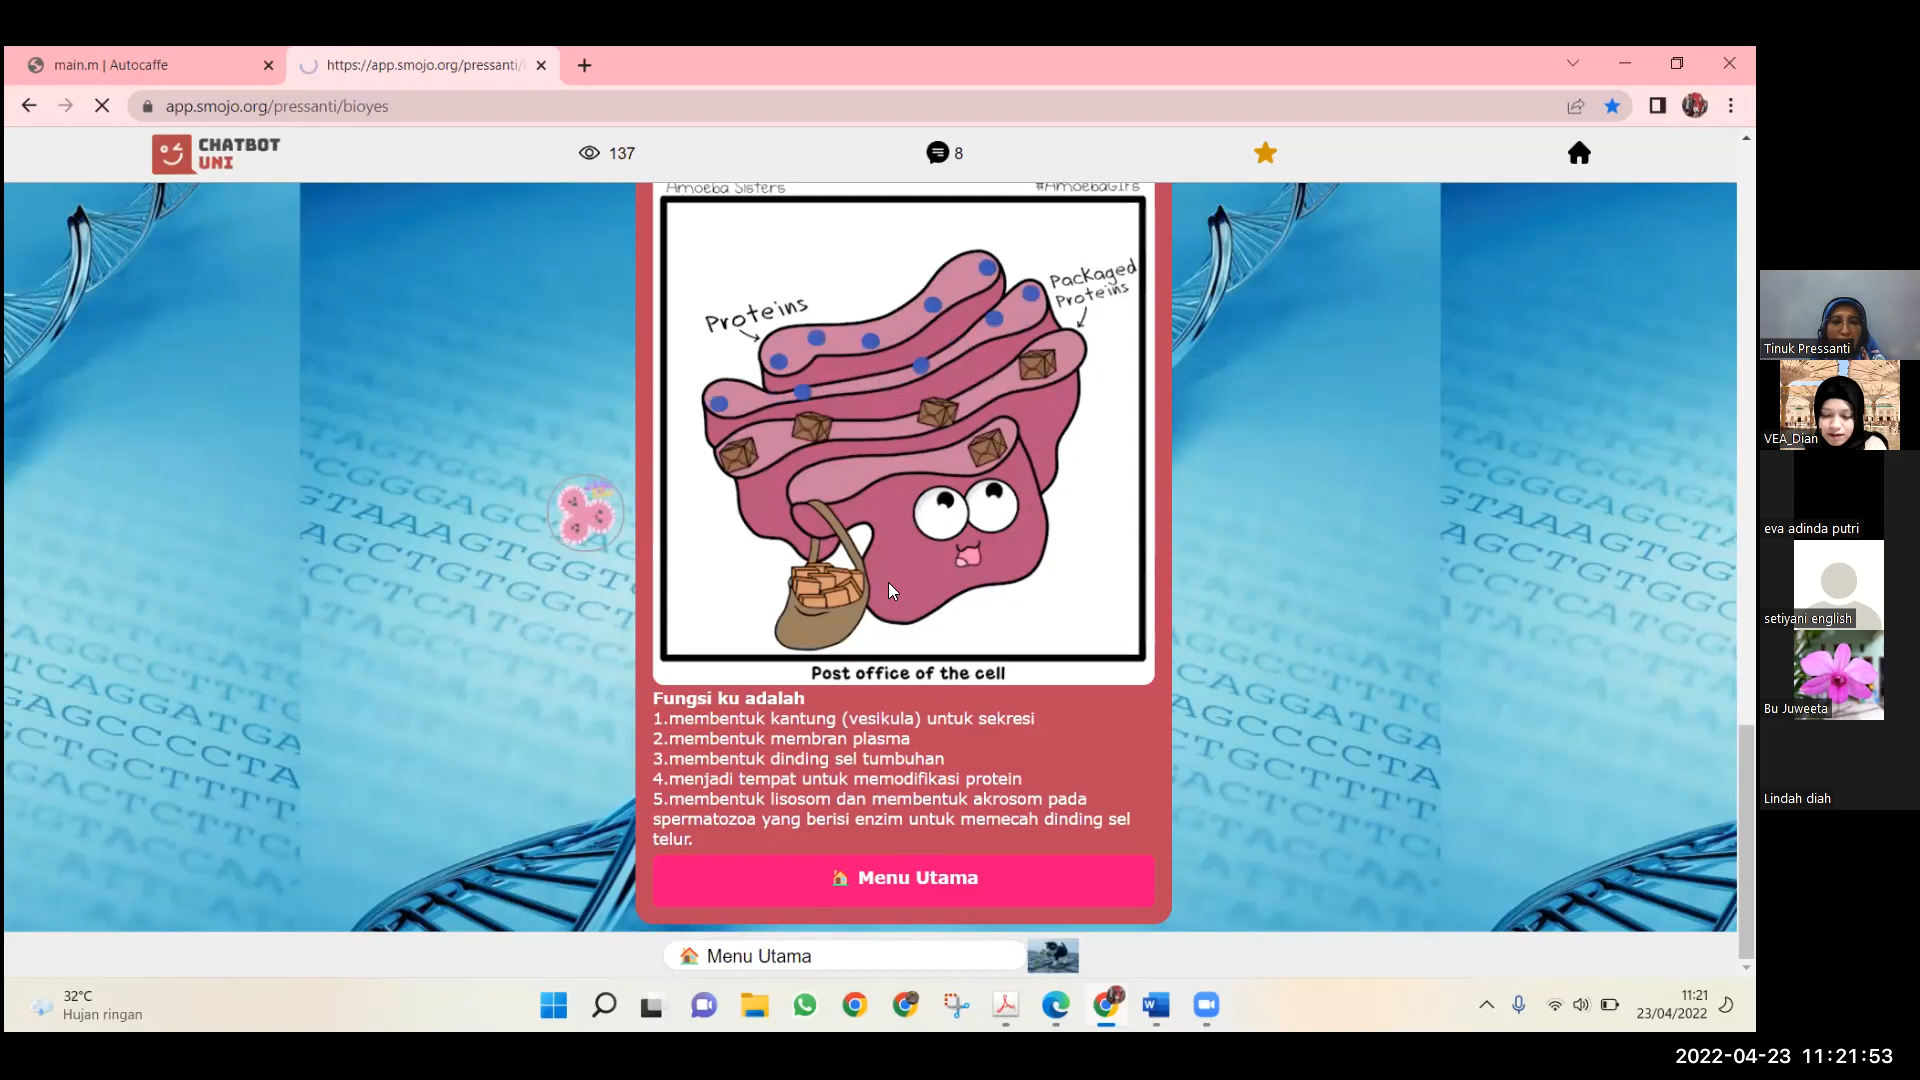 main.m | Autocaffe
https://app.smojo.org/pressanti/
app.smojo.org/pressanti/bioyes
CHATBOT
UNI
137
8
Amoeba Sisters
#AmoebaGIFs
Proteins
Packaged
Proteins
Post office of the cell
Fungsi ku adalah
1.membentuk kantung (vesikula) untuk sekresi
2.membentuk membran plasma
3.membentuk dinding sel tumbuhan
4.menjadi tempat untuk memodifikasi protein
5.membentuk lisosom dan membentuk akrosom pada
spermatozoa yang berisi enzim untuk memecah dinding sel
telur.
Menu Utama
Menu Utama
Tinuk Pressanti
VEA_Dian
eva adinda putri
setiyani english
Bu Juweeta
Lindah diah
32°C
Hujan ringan
11:21
23/04/2022
2022-04-23 11:21:53